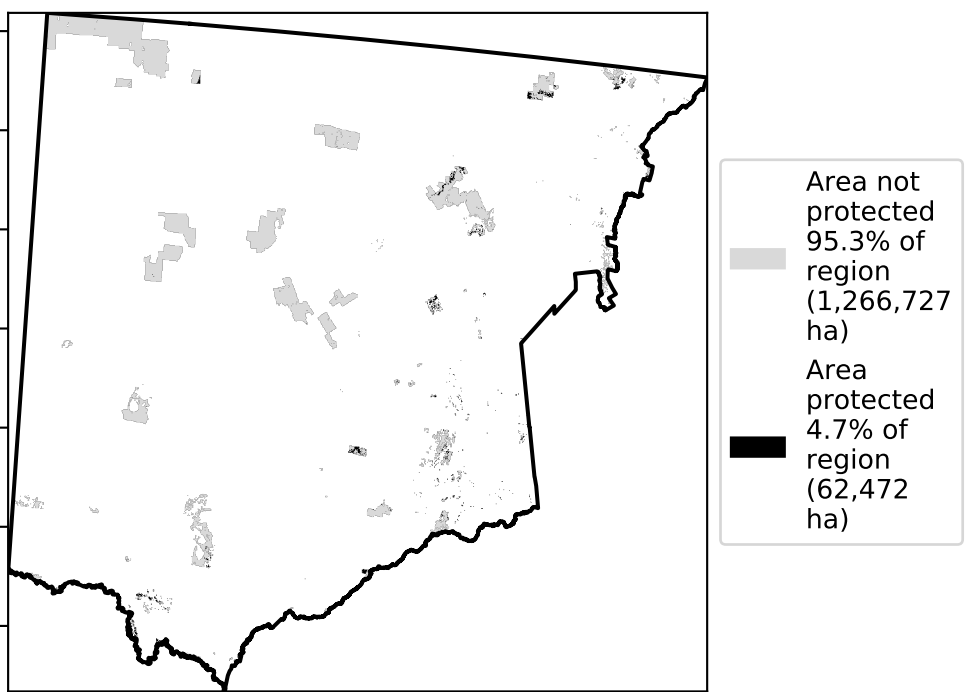 Area not
protected
95.3% of
region
(1,266,727
ha)
Area
protected
4.7% of
region
(62,472
ha)